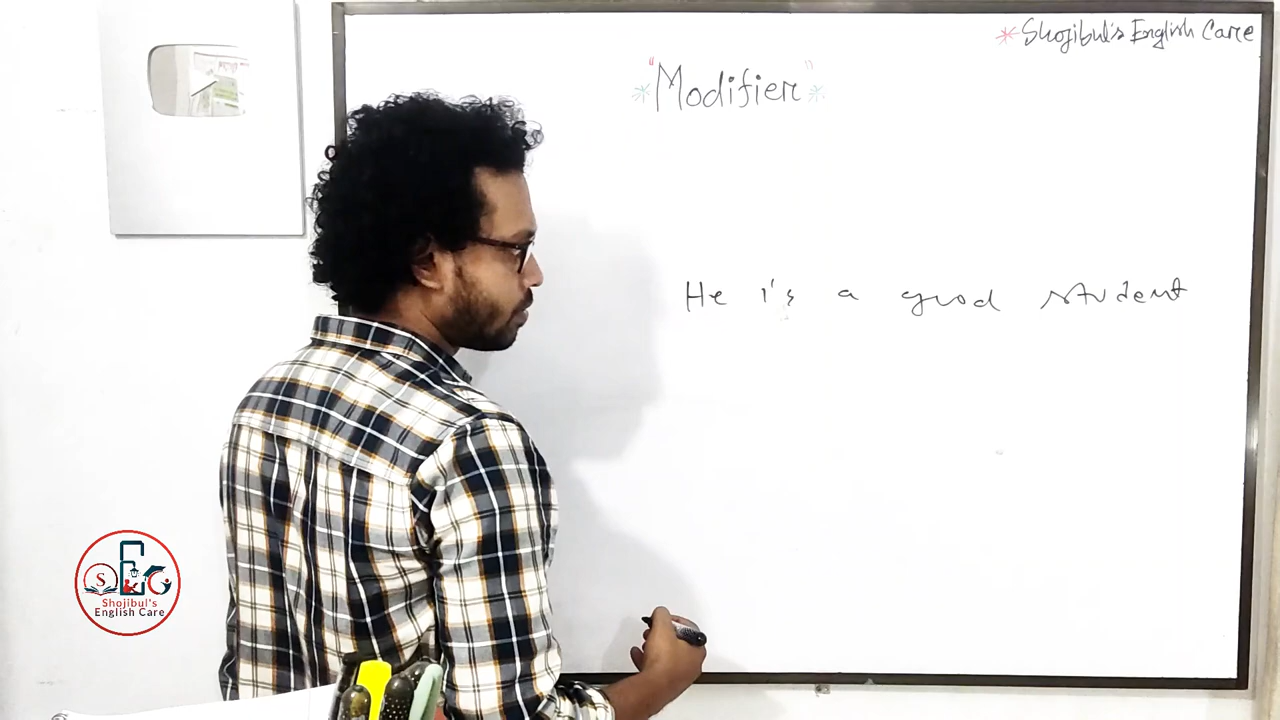 * Shojibul's English Care
* "Modifier" *
He is a good student
S E C
Shojibul's
English Care